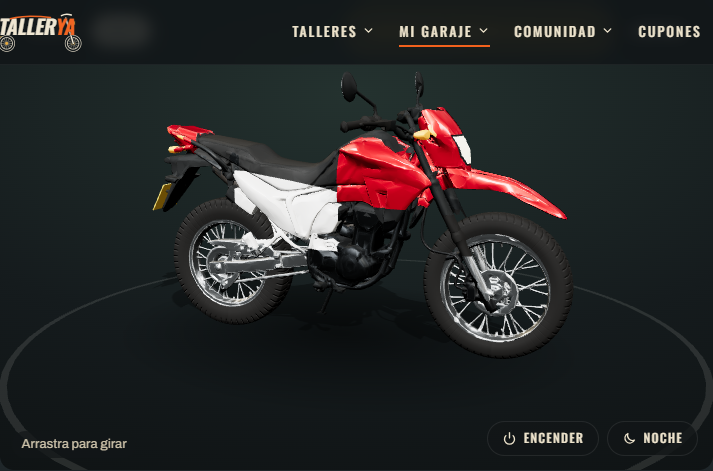 TALLERYA
TALLERES
MI GARAJE
COMUNIDAD
CUPONES
Arrastra para girar
ENCENDER
NOCHE